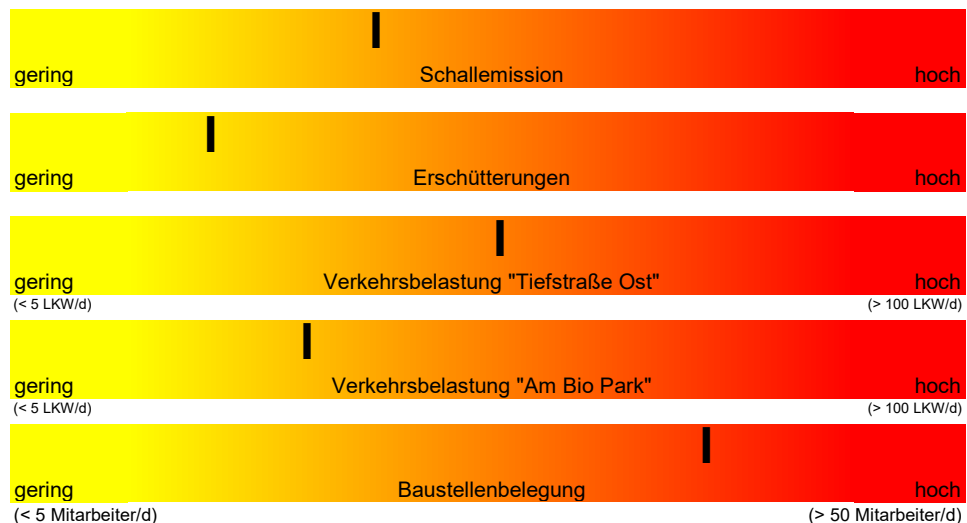 gering Schallemission hoch
gering Erschütterungen hoch
gering Verkehrsbelastung "Tiefstraße Ost" hoch
(< 5 LKW/d) (> 100 LKW/d)
gering Verkehrsbelastung "Am Bio Park" hoch
(< 5 LKW/d) (> 100 LKW/d)
gering Baustellenbelegung hoch
(< 5 Mitarbeiter/d) (> 50 Mitarbeiter/d)